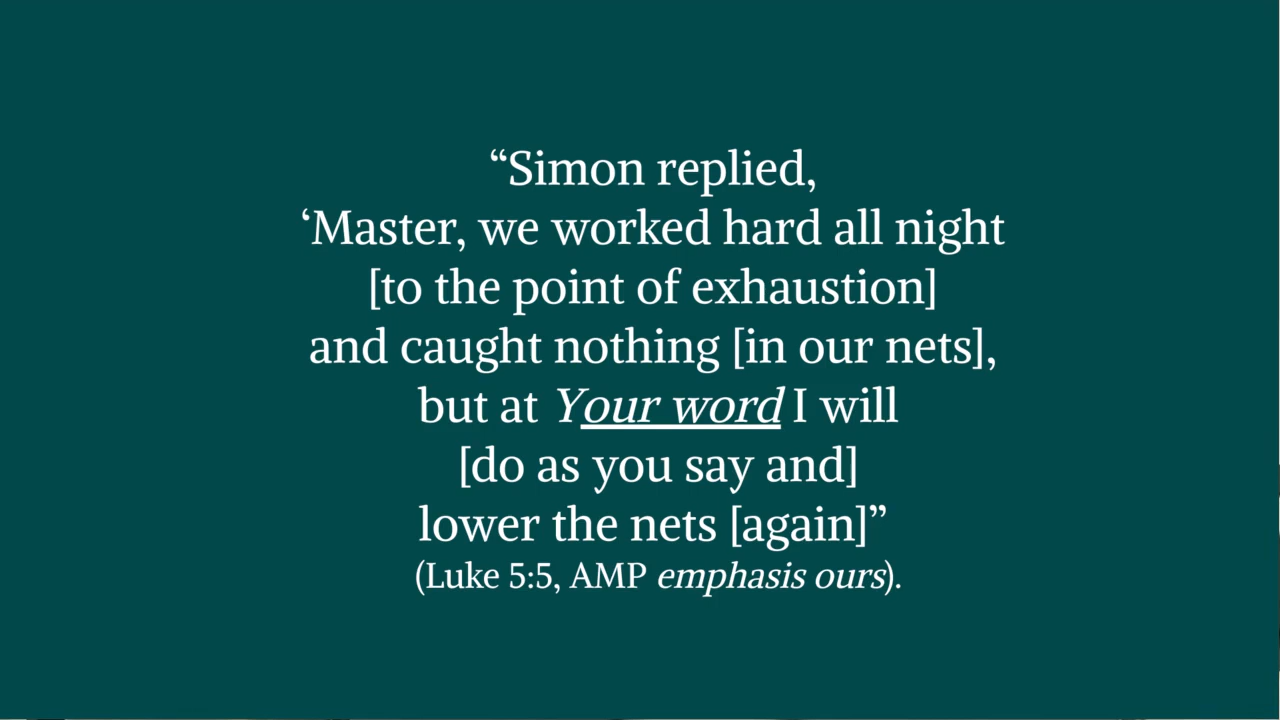 “Simon replied,
‘Master, we worked hard all night
[to the point of exhaustion]
and caught nothing [in our nets],
but at Your word I will
[do as you say and]
lower the nets [again]”
(Luke 5:5, AMP emphasis ours).